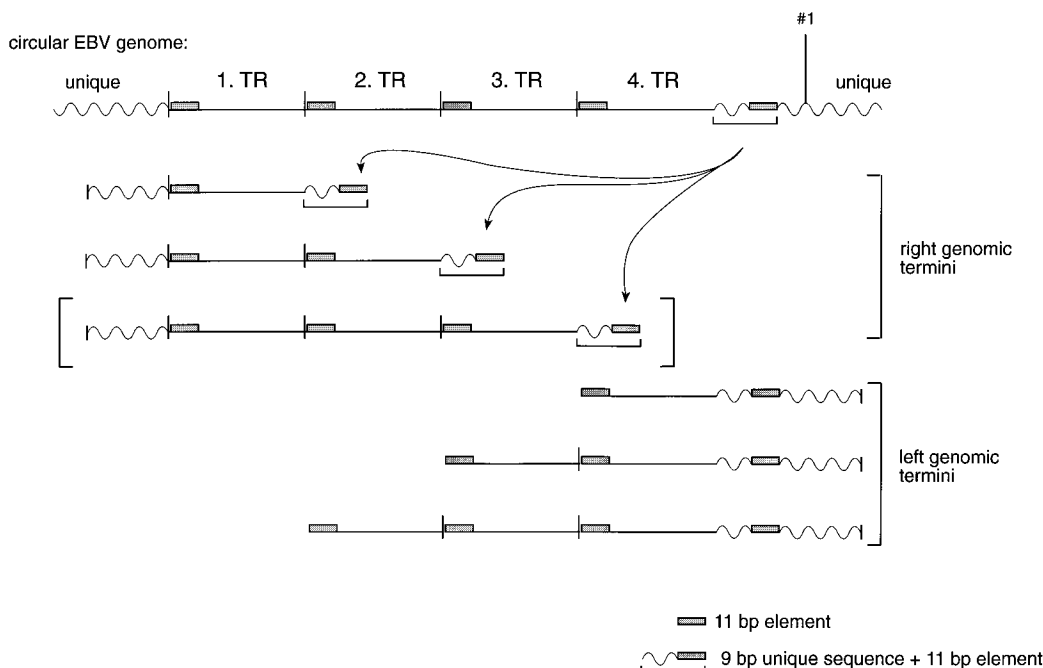 #1
circular EBV genome:
unique 1. TR 2. TR 3. TR 4. TR unique
right genomic
termini
left genomic
termini
11 bp element
9 bp unique sequence + 11 bp element